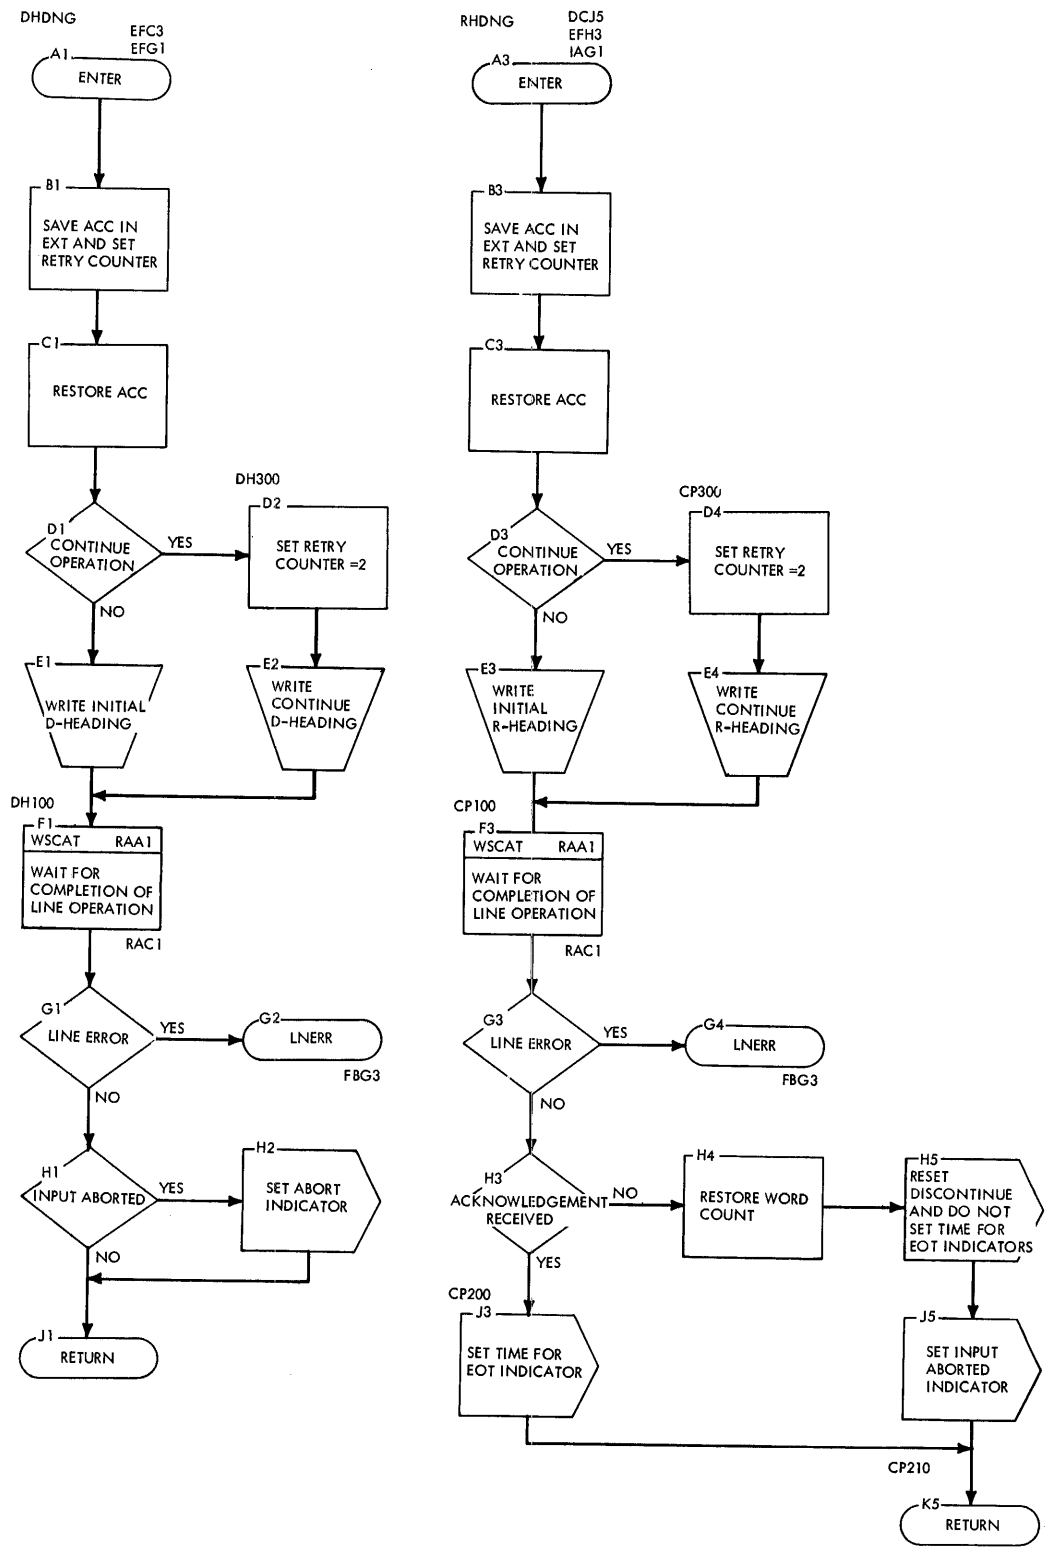 DHDNG
EFC3
EFG1
A1
ENTER
B1
SAVE ACC IN
EXT AND SET
RETRY COUNTER
C1
RESTORE ACC
D1
CONTINUE
OPERATION
YES
NO
DH300
D2
SET RETRY
COUNTER =2
E1
WRITE INITIAL
D-HEADING
E2
WRITE
CONTINUE
D-HEADING
DH100
F1
WSCAT RAA1
WAIT FOR
COMPLETION OF
LINE OPERATION
RAC1
G1
LINE ERROR
YES
NO
G2
LNERR
FBG3
H1
INPUT ABORTED
YES
NO
H2
SET ABORT
INDICATOR
J1
RETURN
RHDNG
DCJ5
EFH3
IAG1
A3
ENTER
B3
SAVE ACC IN
EXT AND SET
RETRY COUNTER
C3
RESTORE ACC
D3
CONTINUE
OPERATION
YES
NO
CP300
D4
SET RETRY
COUNTER =2
E3
WRITE
INITIAL
R-HEADING
E4
WRITE
CONTINUE
R-HEADING
CP100
F3
WSCAT RAA1
WAIT FOR
COMPLETION OF
LINE OPERATION
RAC1
G3
LINE ERROR
YES
NO
G4
LNERR
FBG3
H3
ACKNOWLEDGEMENT
RECEIVED
NO
YES
H4
RESTORE WORD
COUNT
H5
RESET
DISCONTINUE
AND DO NOT
SET TIME FOR
EOT INDICATORS
CP200
J3
SET TIME FOR
EOT INDICATOR
J5
SET INPUT
ABORTED
INDICATOR
CP210
K5
RETURN